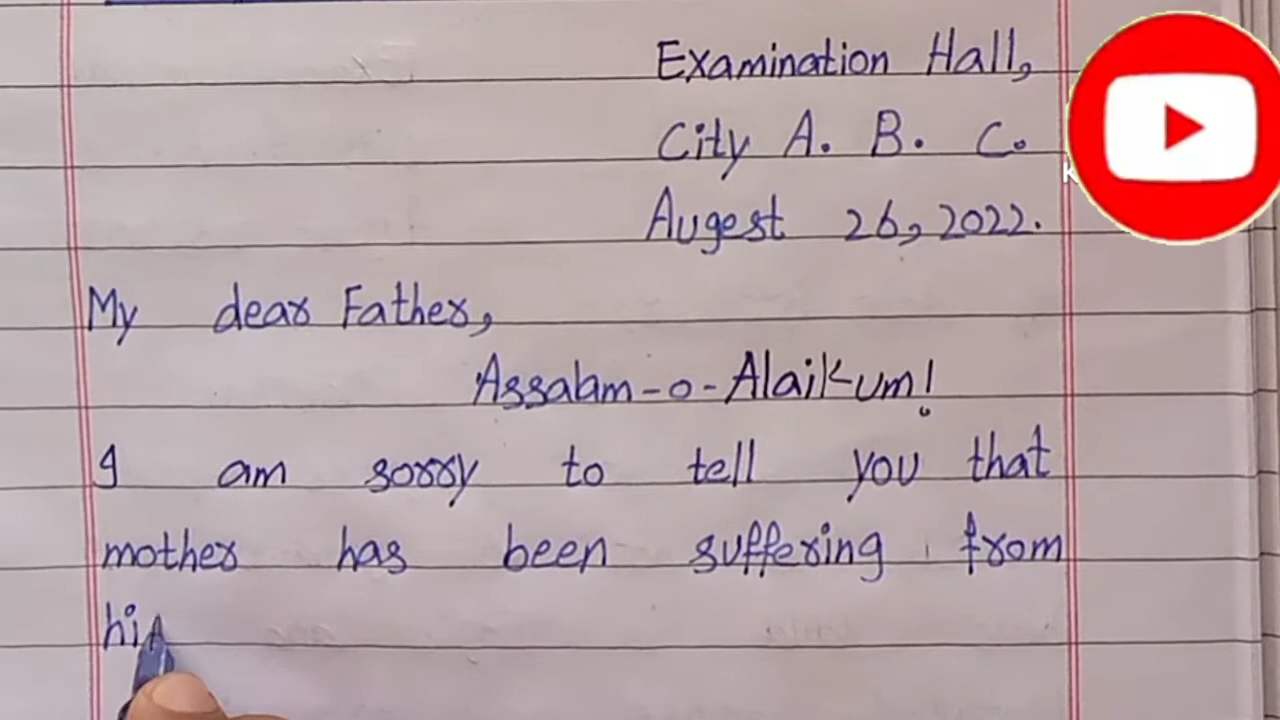 Examination Hall,
City A. B. C.
Augest 26, 2022.
My dear Father,
Assalam-o-Alaikum!
I am sorry to tell you that
mother has been suffering from